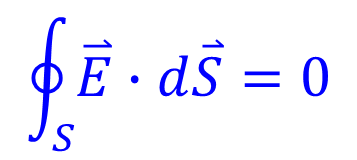 ∮_S E⃗ · dS⃗ = 0